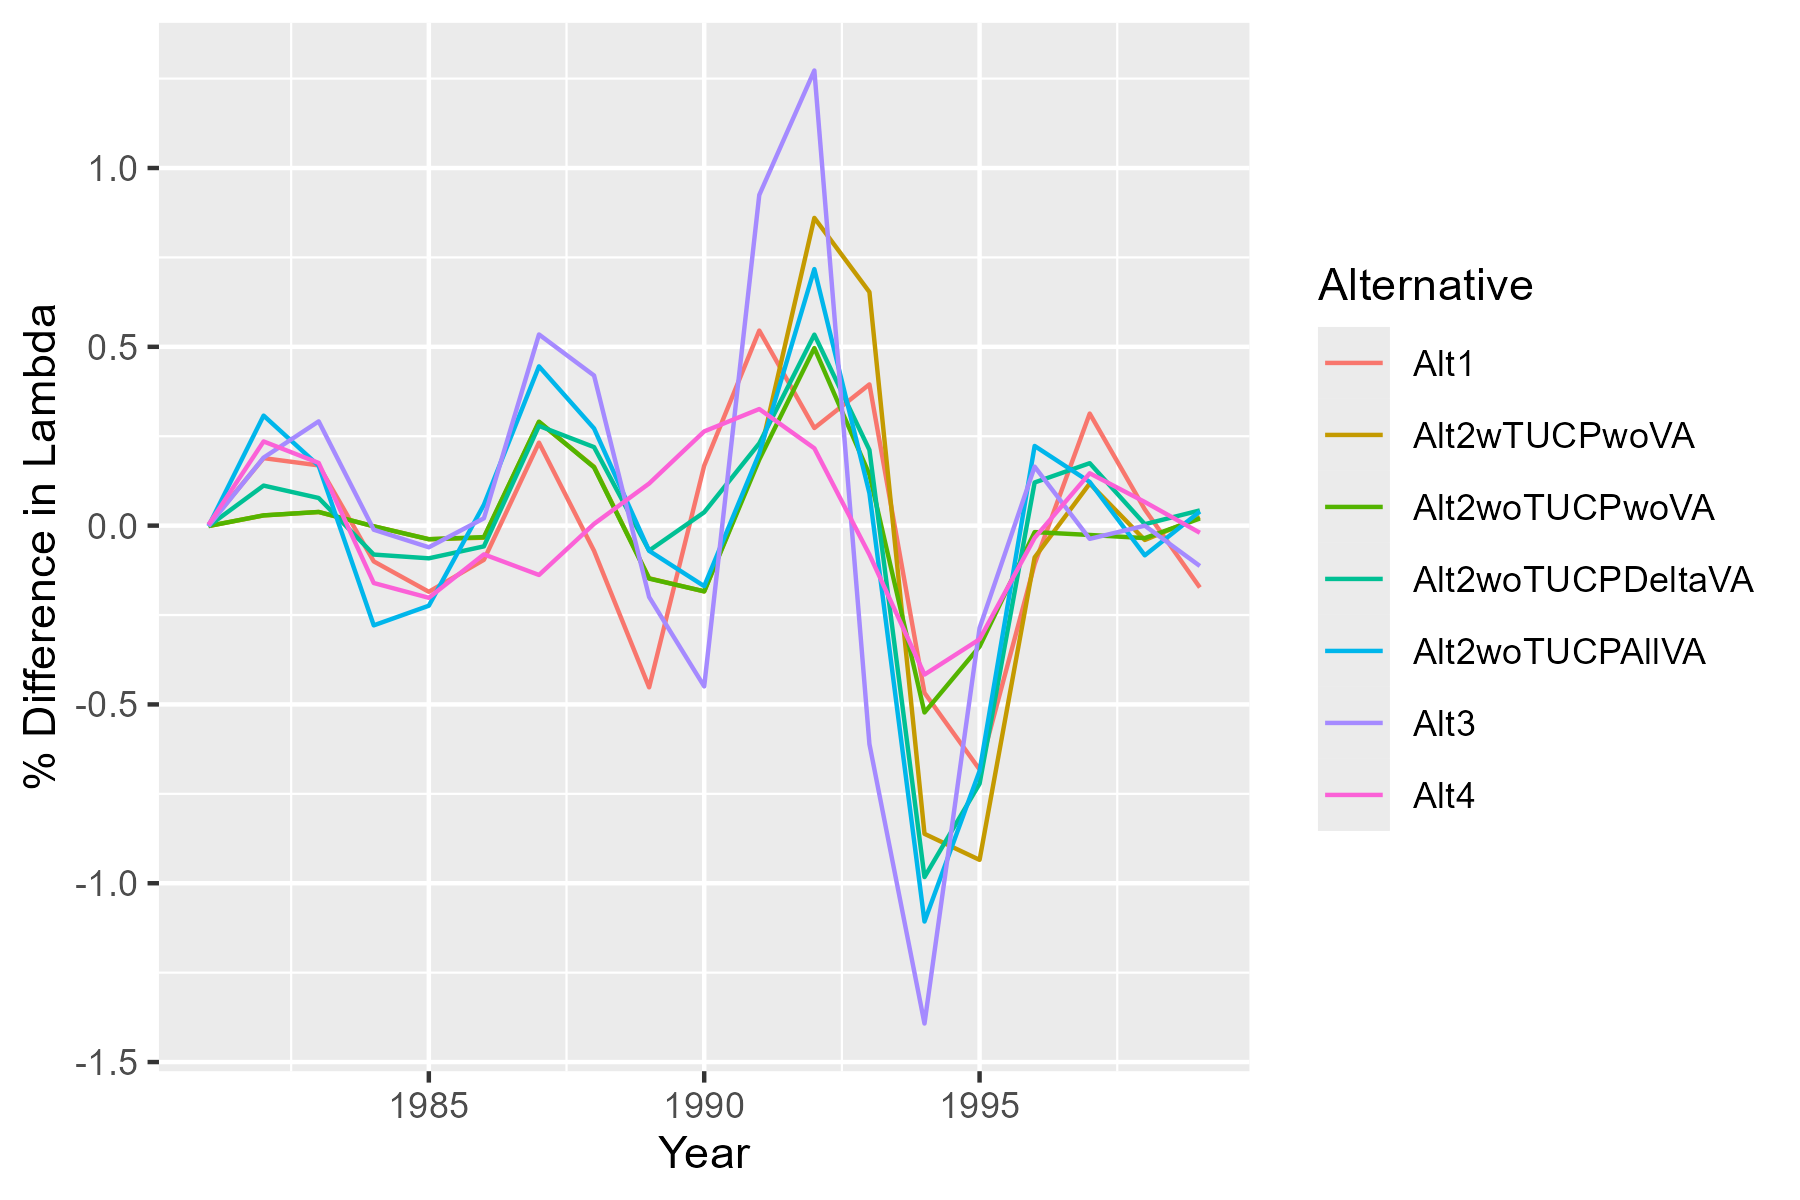 % Difference in Lambda
1.0
0.5
0.0
-0.5
-1.0
-1.5
1985 1990 1995
Year
Alternative
Alt1
Alt2wTUCPwoVA
Alt2woTUCPwoVA
Alt2woTUCPDeltaVA
Alt2woTUCPAllVA
Alt3
Alt4